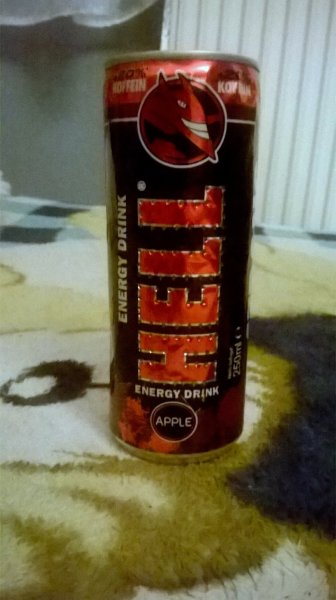 KOFFEIN
KOFFEIN
®
ENERGY DRINK
HELL
ENERGY DRINK
APPLE
250ml e